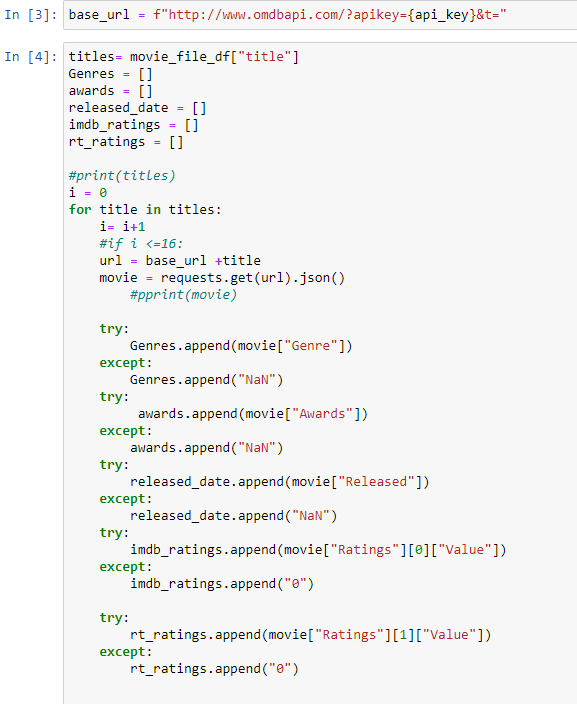 In [3]: base_url = f"http://www.omdbapi.com/?apikey={api_key}&t="
In [4]: titles= movie_file_df["title"]
Genres = []
awards = []
released_date = []
imdb_ratings = []
rt_ratings = []
#print(titles)
i = 0
for title in titles:
    i= i+1
    #if i <=16:
    url = base_url +title
    movie = requests.get(url).json()
        #pprint(movie)
    try:
        Genres.append(movie["Genre"])
    except:
        Genres.append("NaN")
    try:
         awards.append(movie["Awards"])
    except:
        awards.append("NaN")
    try:
        released_date.append(movie["Released"])
    except:
        released_date.append("NaN")
    try:
        imdb_ratings.append(movie["Ratings"][0]["Value"])
    except:
        imdb_ratings.append("0")
    try:
        rt_ratings.append(movie["Ratings"][1]["Value"])
    except:
        rt_ratings.append("0")